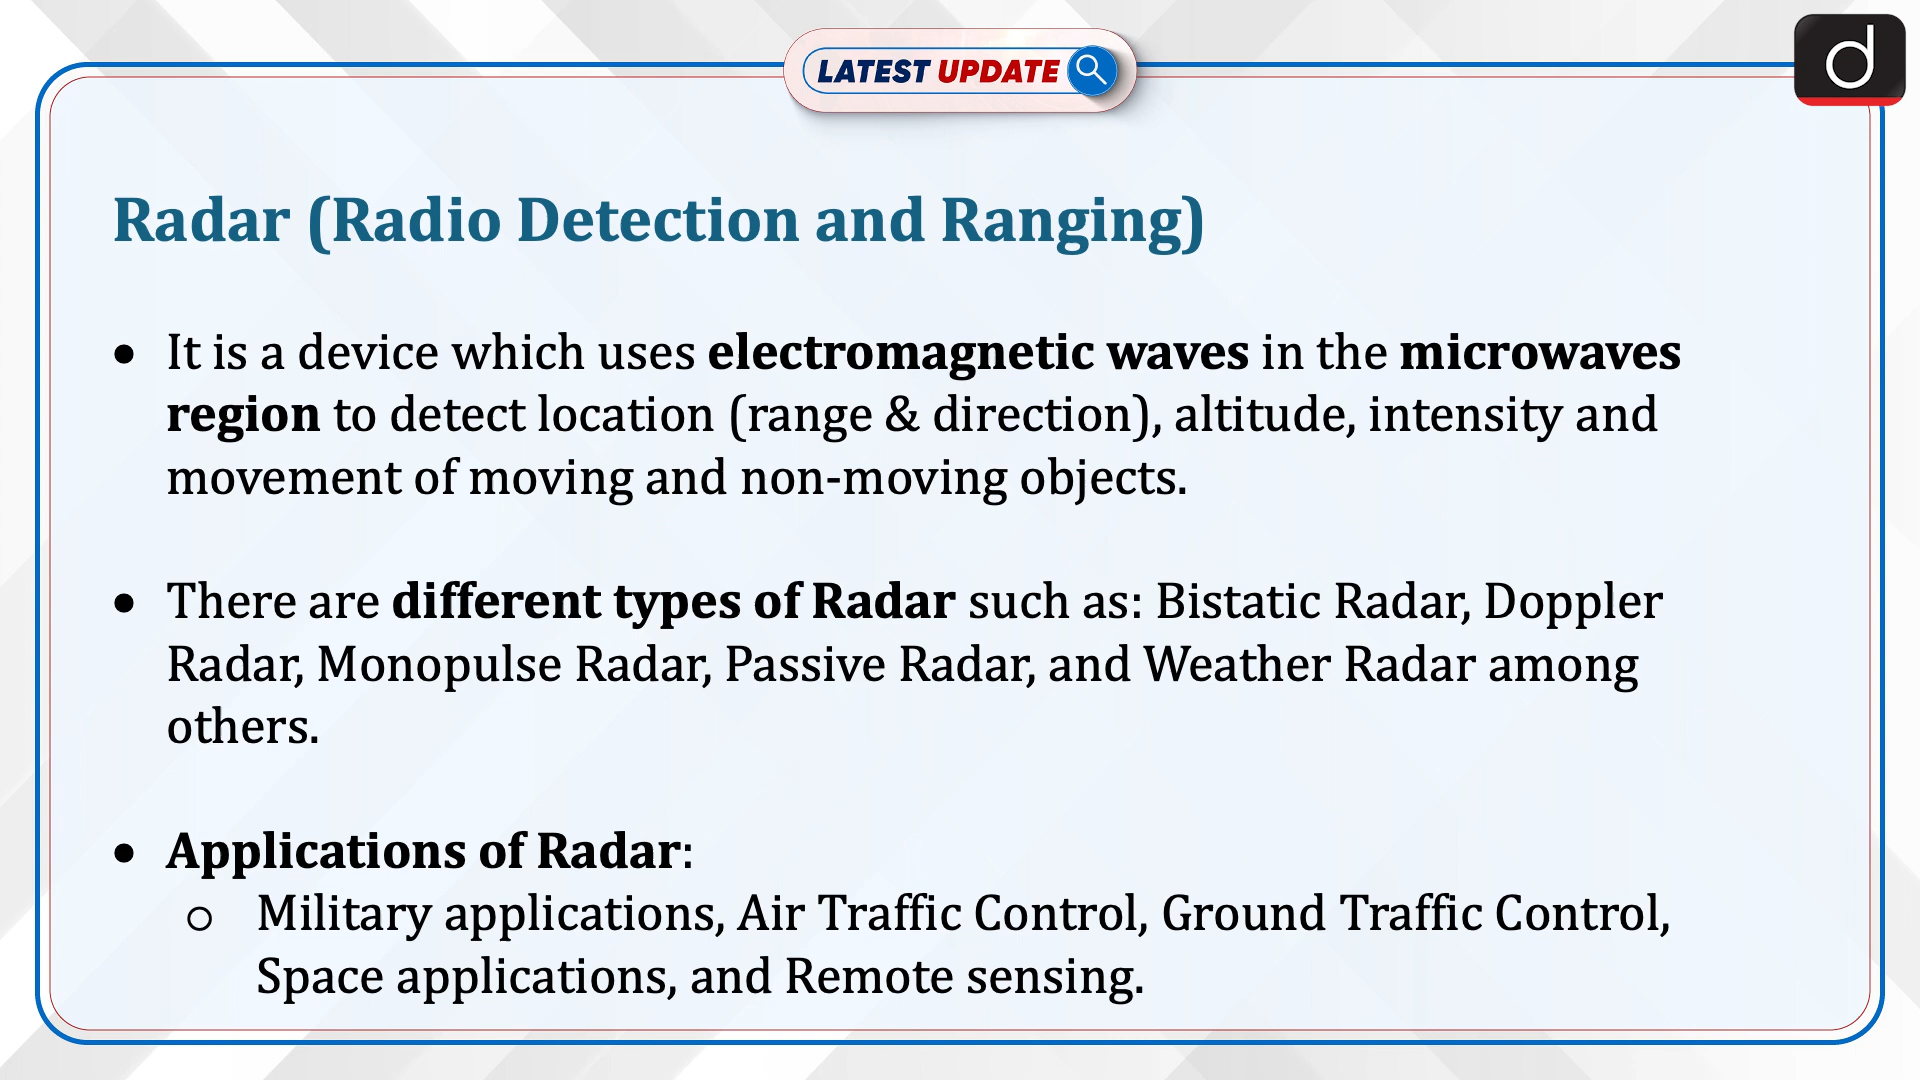 LATEST UPDATE
d
Radar (Radio Detection and Ranging)
• It is a device which uses electromagnetic waves in the microwaves
region to detect location (range & direction), altitude, intensity and
movement of moving and non-moving objects.
• There are different types of Radar such as: Bistatic Radar, Doppler
Radar, Monopulse Radar, Passive Radar, and Weather Radar among
others.
• Applications of Radar:
o Military applications, Air Traffic Control, Ground Traffic Control,
Space applications, and Remote sensing.